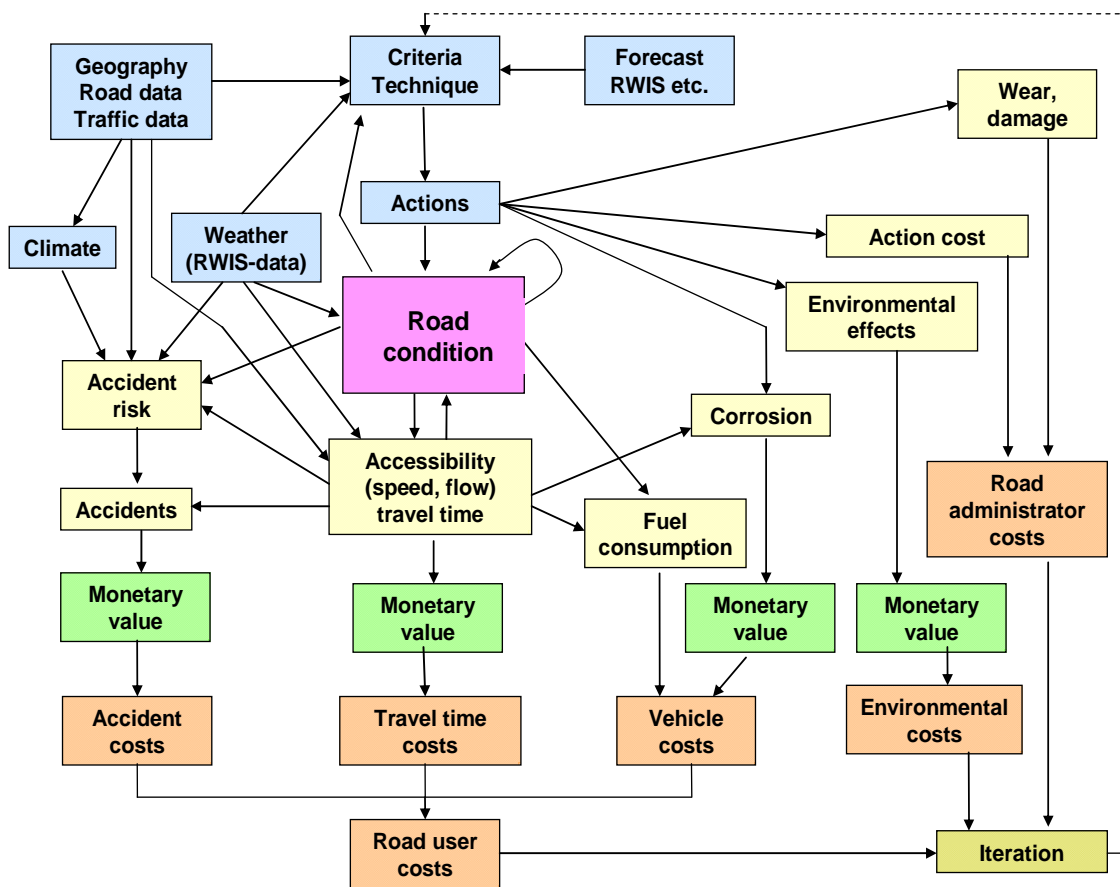 Geography
Road data
Traffic data
Criteria
Technique
Forecast
RWIS etc.
Wear,
damage
Actions
Climate
Weather
(RWIS-data)
Action cost
Road
condition
Environmental
effects
Accident
risk
Corrosion
Accessibility
(speed, flow)
travel time
Road
administrator
costs
Accidents
Fuel
consumption
Monetary
value
Monetary
value
Monetary
value
Monetary
value
Accident
costs
Travel time
costs
Vehicle
costs
Environmental
costs
Road user
costs
Iteration